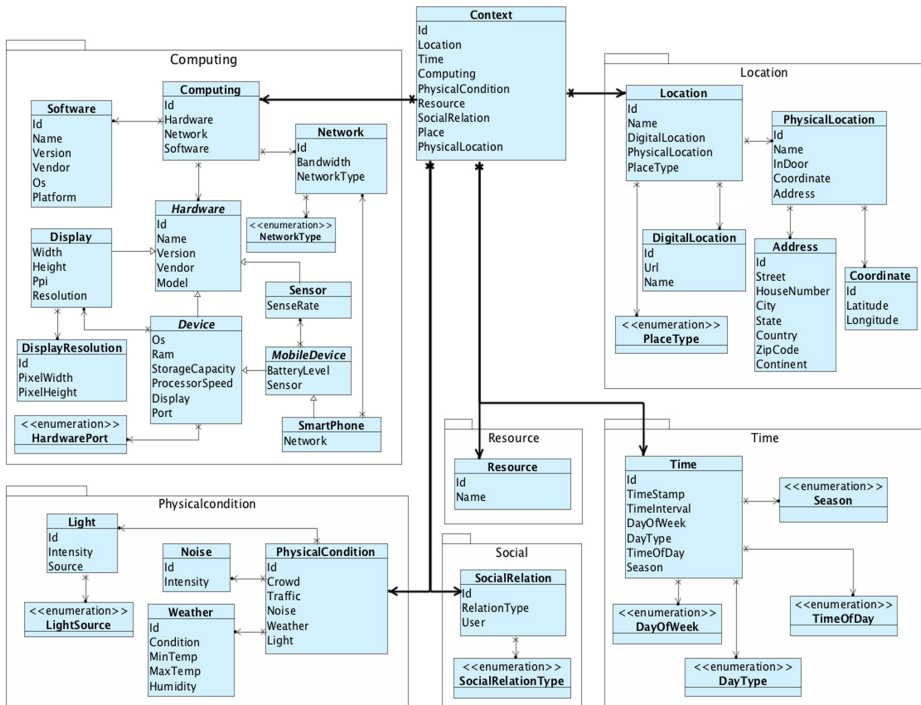 Context
Id
Location
Time
Computing
PhysicalCondition
Resource
SocialRelation
Place
PhysicalLocation
Computing
Computing
Id
Hardware
Network
Software
Software
Id
Name
Version
Vendor
Os
Platform
Network
Id
Bandwidth
NetworkType
<<enumeration>>
NetworkType
Hardware
Id
Name
Version
Vendor
Model
Display
Width
Height
Ppi
Resolution
Sensor
SenseRate
DisplayResolution
Id
PixelWidth
PixelHeight
Device
Os
Ram
StorageCapacity
ProcessorSpeed
Display
Port
MobileDevice
BatteryLevel
Sensor
<<enumeration>>
HardwarePort
SmartPhone
Network
Location
Location
Id
Name
DigitalLocation
PhysicalLocation
PlaceType
PhysicalLocation
Id
Name
InDoor
Coordinate
Address
DigitalLocation
Id
Url
Name
Address
Id
Street
HouseNumber
City
State
Country
ZipCode
Continent
Coordinate
Id
Latitude
Longitude
<<enumeration>>
PlaceType
Resource
Resource
Id
Name
Time
Time
Id
TimeStamp
TimeInterval
DayOfWeek
DayType
TimeOfDay
Season
<<enumeration>>
Season
<<enumeration>>
DayOfWeek
<<enumeration>>
TimeOfDay
<<enumeration>>
DayType
Physicalcondition
Light
Id
Intensity
Source
<<enumeration>>
LightSource
Noise
Id
Intensity
Weather
Id
Condition
MinTemp
MaxTemp
Humidity
PhysicalCondition
Id
Crowd
Traffic
Noise
Weather
Light
Social
SocialRelation
Id
RelationType
User
<<enumeration>>
SocialRelationType